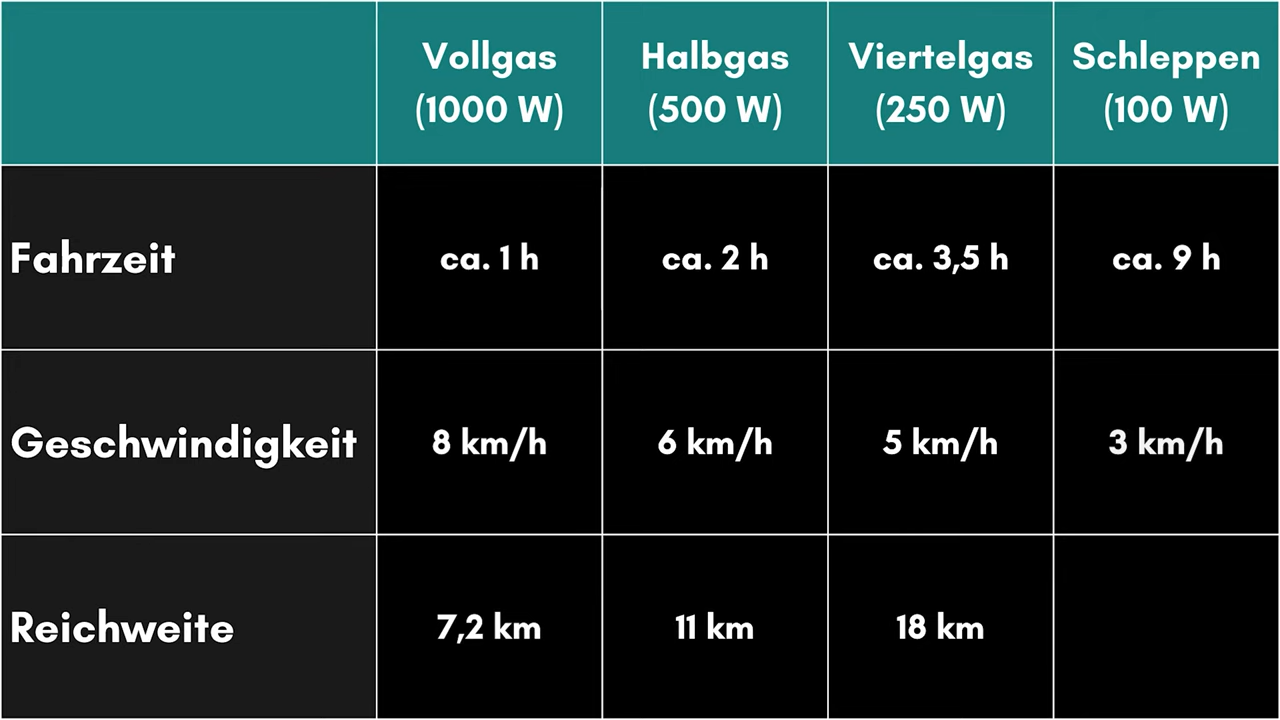 Vollgas Halbgas Viertelgas Schleppen
(1000 W) (500 W) (250 W) (100 W)
Fahrzeit ca. 1 h ca. 2 h ca. 3,5 h ca. 9 h
Geschwindigkeit 8 km/h 6 km/h 5 km/h 3 km/h
Reichweite 7,2 km 11 km 18 km